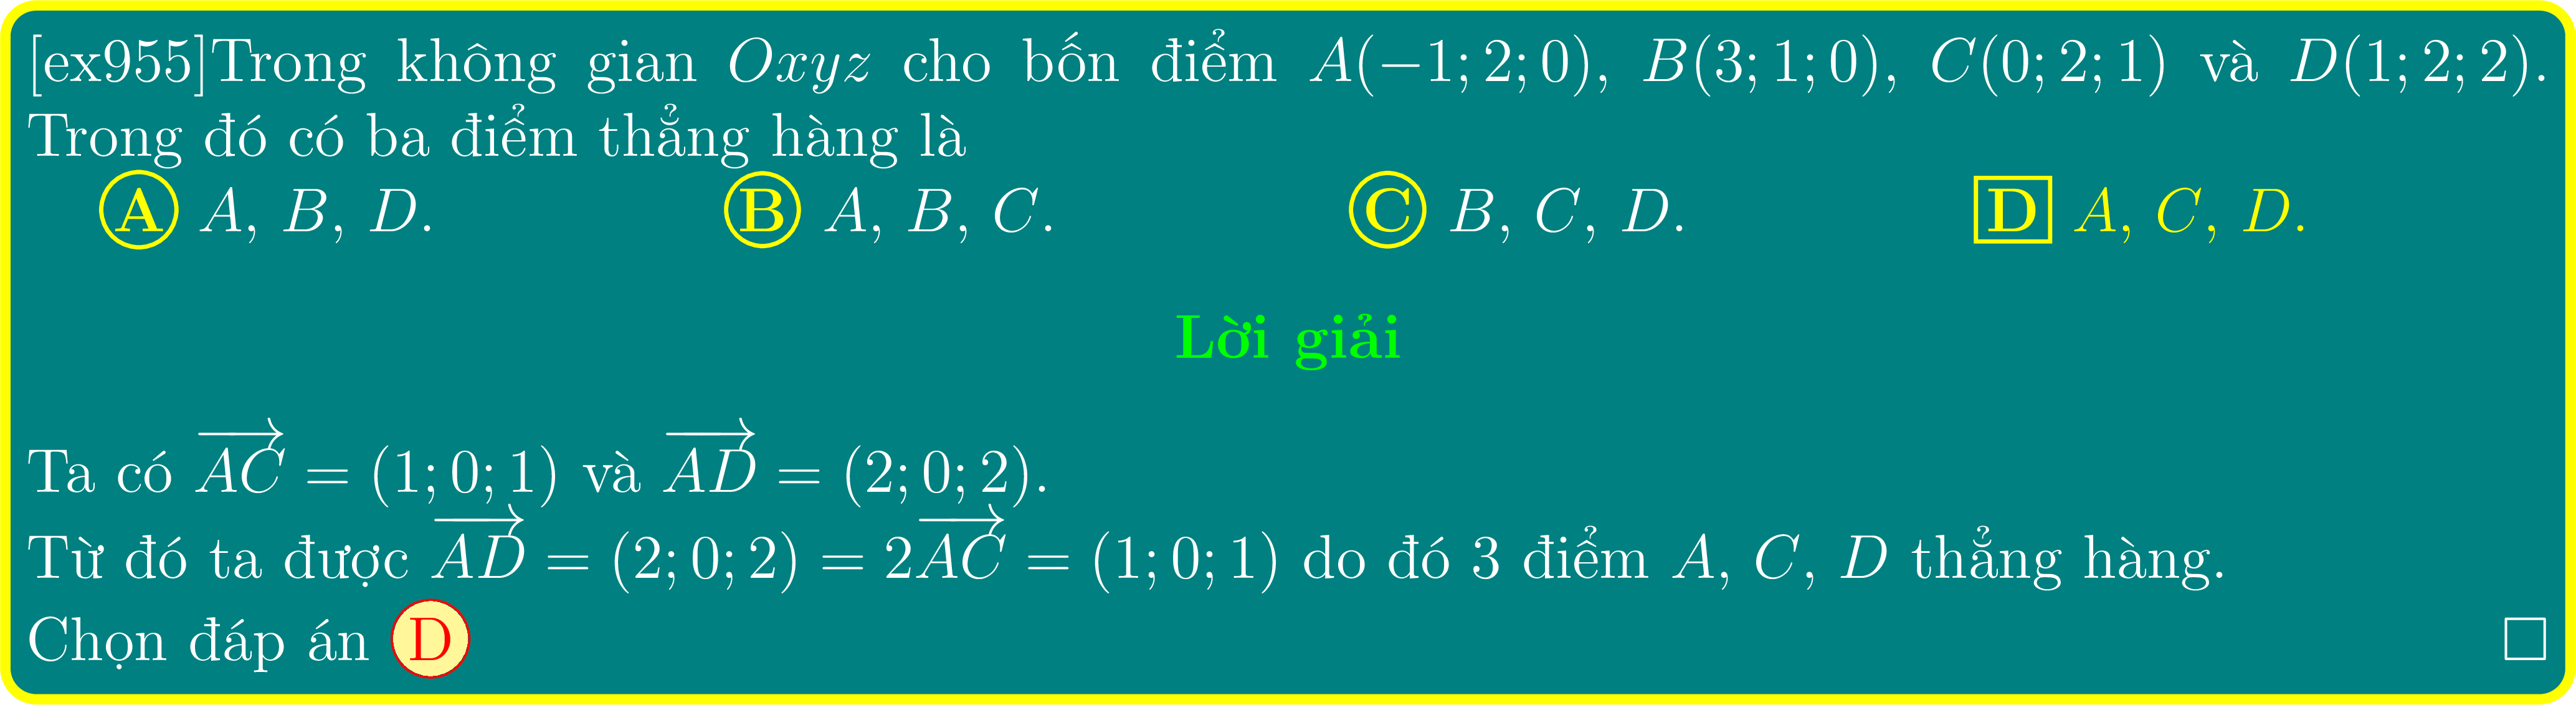 [ex955]Trong không gian Oxyz cho bốn điểm A(−1; 2; 0), B(3; 1; 0), C(0; 2; 1) và D(1; 2; 2).
Trong đó có ba điểm thẳng hàng là
A A, B, D. B A, B, C. C B, C, D. D A, C, D.
Lời giải
Ta có $\overrightarrow{AC}$ = (1; 0; 1) và $\overrightarrow{AD}$ = (2; 0; 2).
Từ đó ta được $\overrightarrow{AD}$ = (2; 0; 2) = 2$\overrightarrow{AC}$ = (1; 0; 1) do đó 3 điểm A, C, D thẳng hàng.
Chọn đáp án D □